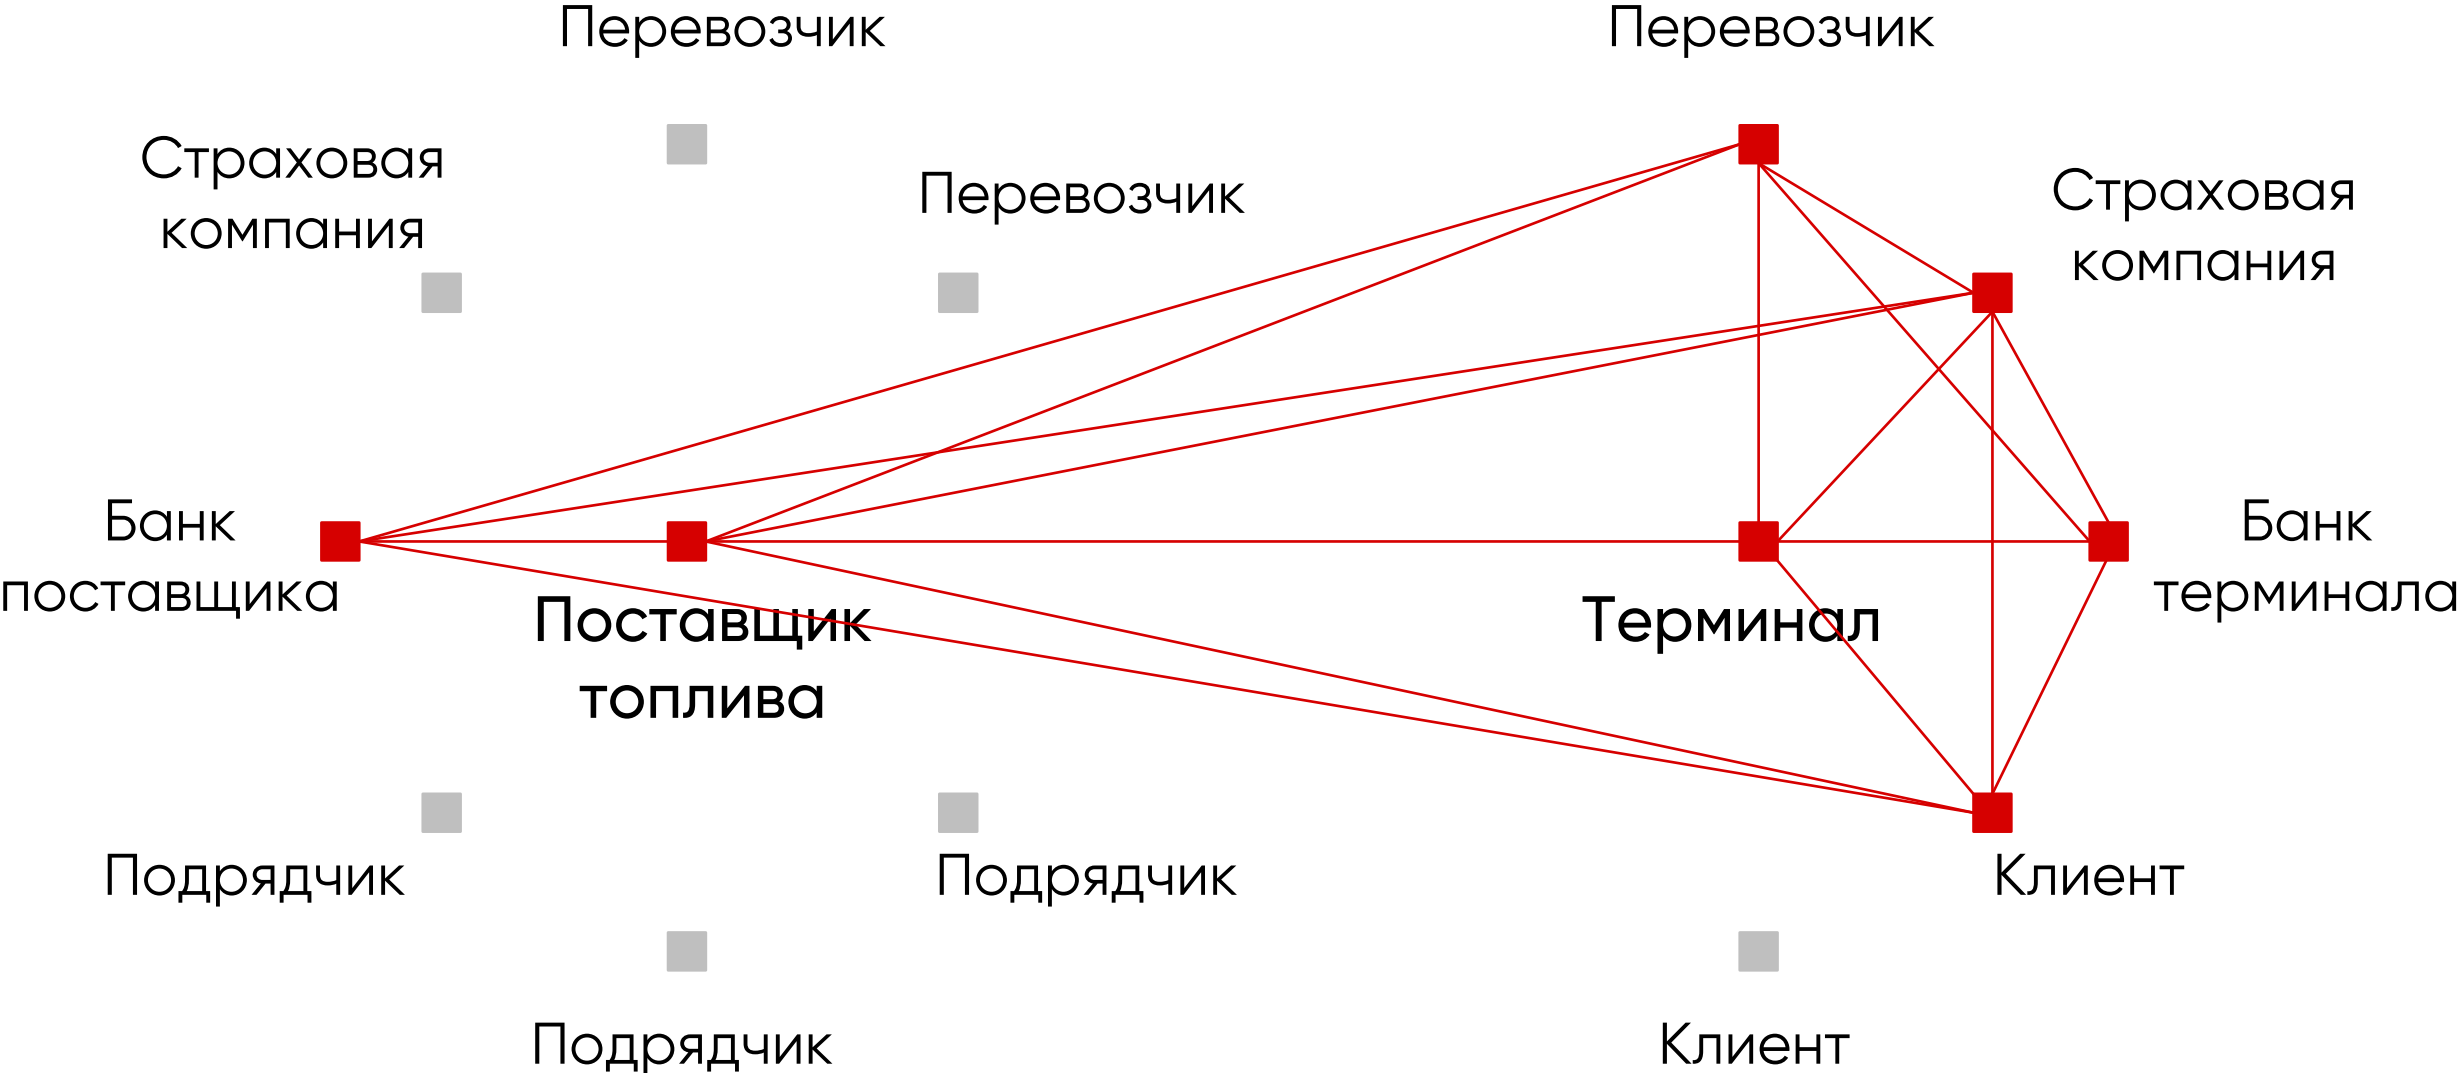 Перевозчик
Перевозчик
Страховая
компания
Перевозчик
Страховая
компания
Банк
поставщика
Поставщик
топлива
Терминал
Банк
терминала
Подрядчик
Подрядчик
Клиент
Подрядчик
Клиент